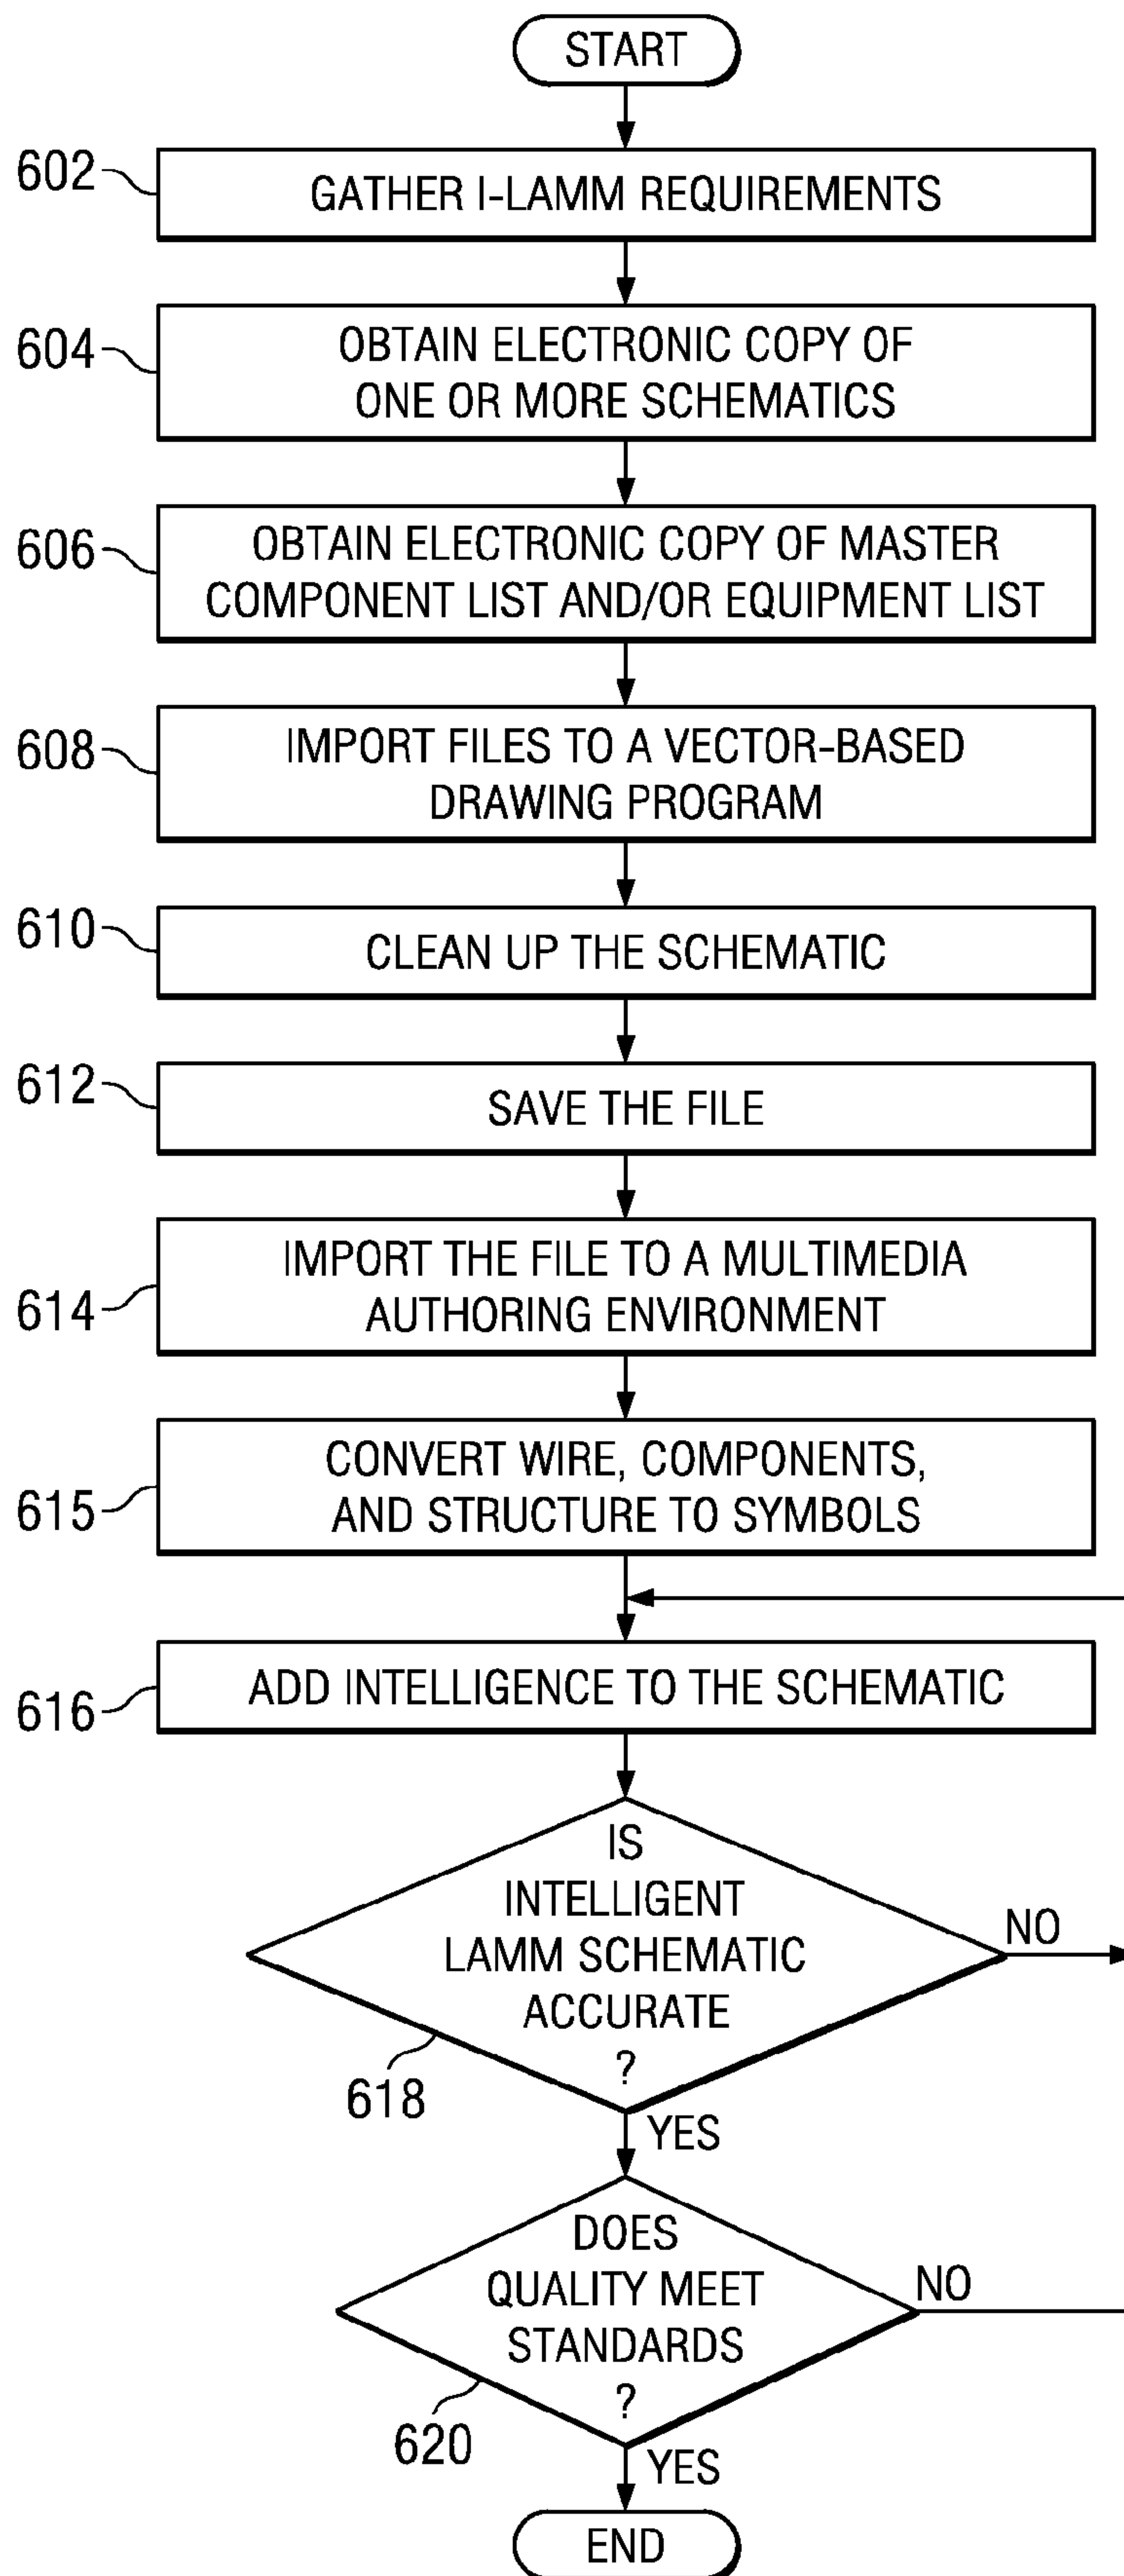 START
602
GATHER I-LAMM REQUIREMENTS
604
OBTAIN ELECTRONIC COPY OF
ONE OR MORE SCHEMATICS
606
OBTAIN ELECTRONIC COPY OF MASTER
COMPONENT LIST AND/OR EQUIPMENT LIST
608
IMPORT FILES TO A VECTOR-BASED
DRAWING PROGRAM
610
CLEAN UP THE SCHEMATIC
612
SAVE THE FILE
614
IMPORT THE FILE TO A MULTIMEDIA
AUTHORING ENVIRONMENT
615
CONVERT WIRE, COMPONENTS,
AND STRUCTURE TO SYMBOLS
616
ADD INTELLIGENCE TO THE SCHEMATIC
IS
INTELLIGENT
LAMM SCHEMATIC
ACCURATE
?
NO
618
YES
DOES
QUALITY MEET
STANDARDS
?
NO
620
YES
END